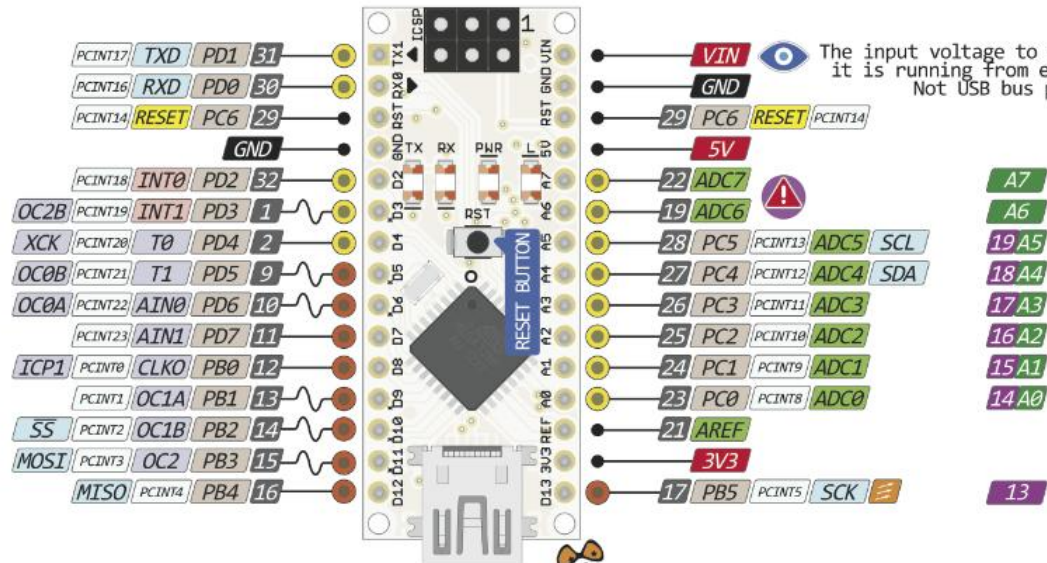 ICSP 1
PCINT17 TXD PD1 31 TX1 VIN VIN The input voltage to
it is running from e
Not USB bus p
PCINT16 RXD PD0 30 RX0 GND GND
PCINT14 RESET PC6 29 RST RST 29 PC6 RESET PCINT14
GND GND TX RX PWR L 5V 5V
PCINT18 INT0 PD2 32 D2 A7 22 ADC7 A7
OC2B PCINT19 INT1 PD3 1 D3 RST A6 19 ADC6 A6
XCK PCINT20 T0 PD4 2 D4 A5 28 PC5 PCINT13 ADC5 SCL 19 A5
OC0B PCINT21 T1 PD5 9 D5 A4 27 PC4 PCINT12 ADC4 SDA 18 A4
RESET BUTTON
OC0A PCINT22 AIN0 PD6 10 D6 A3 26 PC3 PCINT11 ADC3 17 A3
PCINT23 AIN1 PD7 11 D7 A2 25 PC2 PCINT10 ADC2 16 A2
ICP1 PCINT0 CLKO PB0 12 D8 A1 24 PC1 PCINT9 ADC1 15 A1
PCINT1 OC1A PB1 13 D9 A0 23 PC0 PCINT8 ADC0 14 A0
SS PCINT2 OC1B PB2 14 D10 REF 21 AREF
MOSI PCINT3 OC2 PB3 15 D11 3V3 3V3
MISO PCINT4 PB4 16 D12 D13 17 PB5 PCINT5 SCK 13